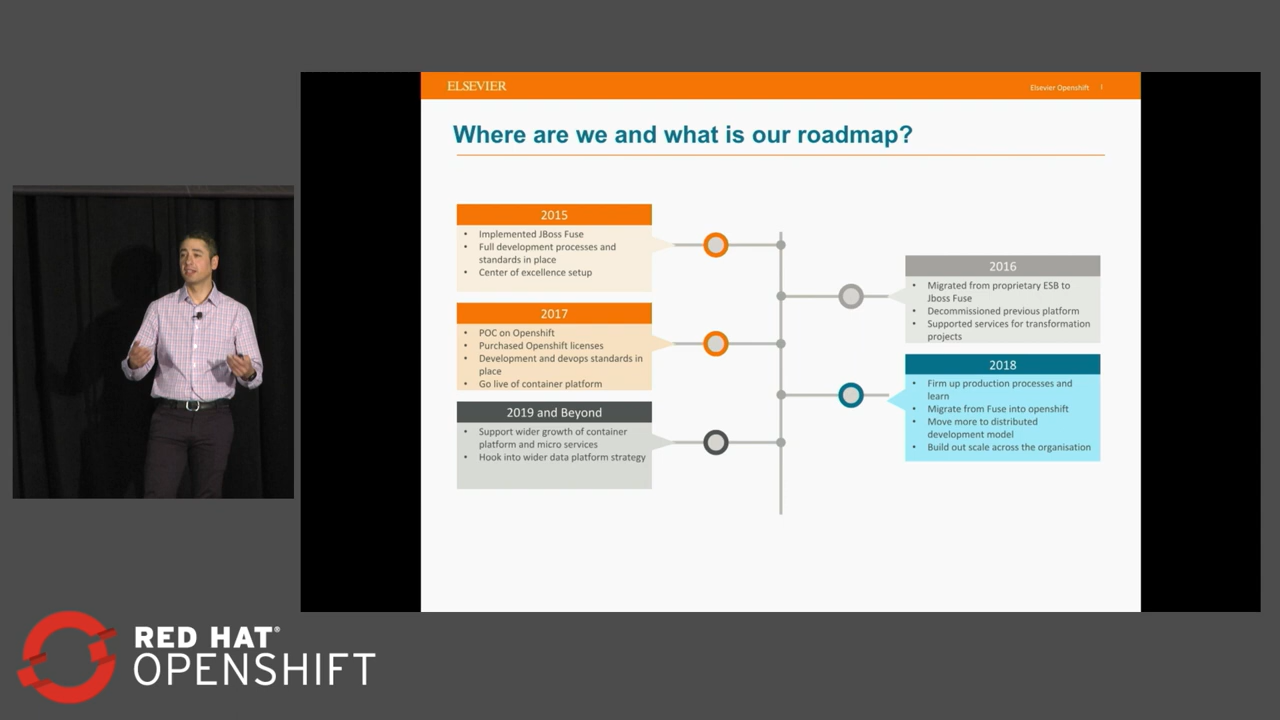 ELSEVIER
Elsevier Openshift
Where are we and what is our roadmap?
2015
• Implemented JBoss Fuse
• Full development processes and
standards in place
• Center of excellence setup
2016
• Migrated from proprietary ESB to
Jboss Fuse
• Decommissioned previous platform
• Supported services for transformation
projects
2017
• POC on Openshift
• Purchased Openshift licenses
• Development and devops standards in
place
• Go live of container platform
2018
• Firm up production processes and
learn
• Migrate from Fuse into openshift
• Move more to distributed
development model
• Build out scale across the organisation
2019 and Beyond
• Support wider growth of container
platform and micro services
• Hook into wider data platform strategy
RED HAT®
OPENSHIFT